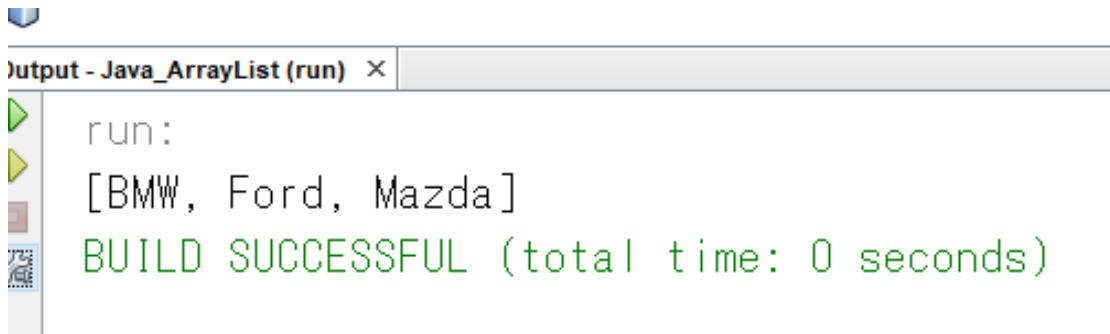 Output - Java_ArrayList (run)
run:
[BMW, Ford, Mazda]
BUILD SUCCESSFUL (total time: 0 seconds)